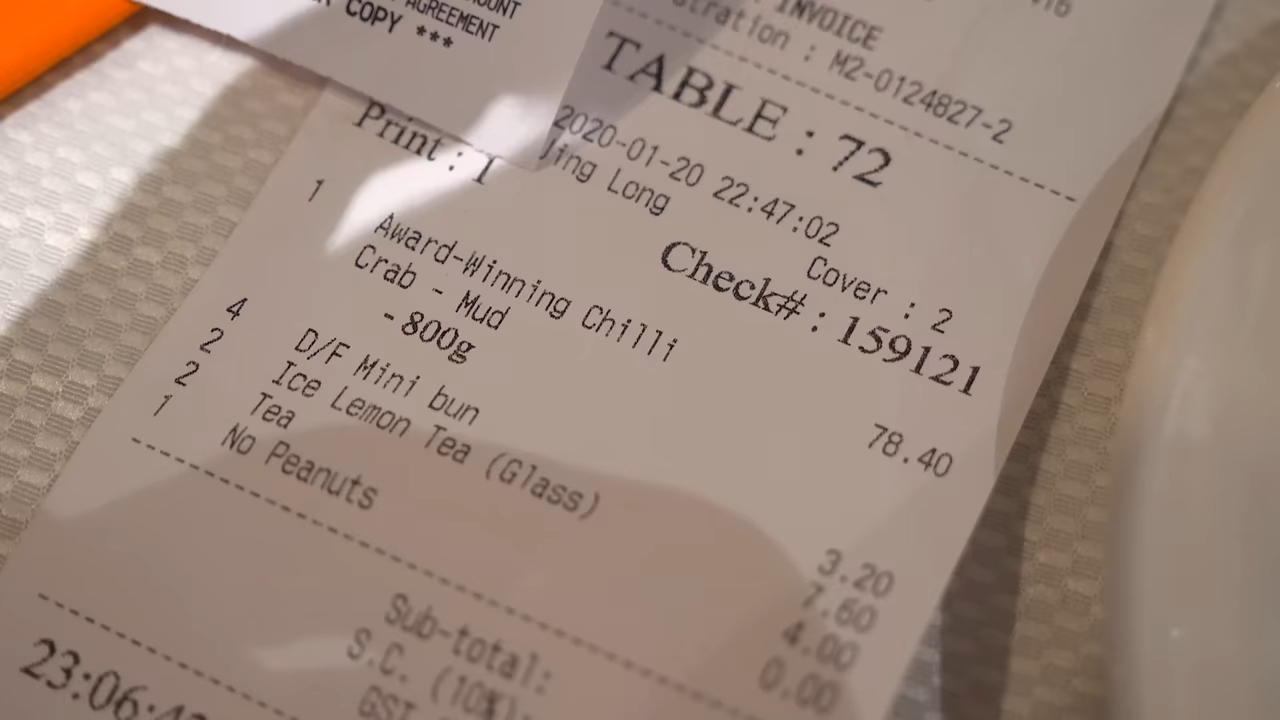 OUNT
AGREEMENT
COPY ***
INVOICE
stration : M2-0124827-2
TABLE : 72
2020-01-20 22:47:02
Jing Long
Cover : 2
Print : 1
Check# : 159121
1 Award-Winning Chilli
Crab - Mud
- 800g 78.40
4 D/F Mini bun 3.20
2 Ice Lemon Tea (Glass) 7.60
2 Tea 4.00
1 No Peanuts 0.00
Sub-total:
S.C. (10%):
GST
23:06:4